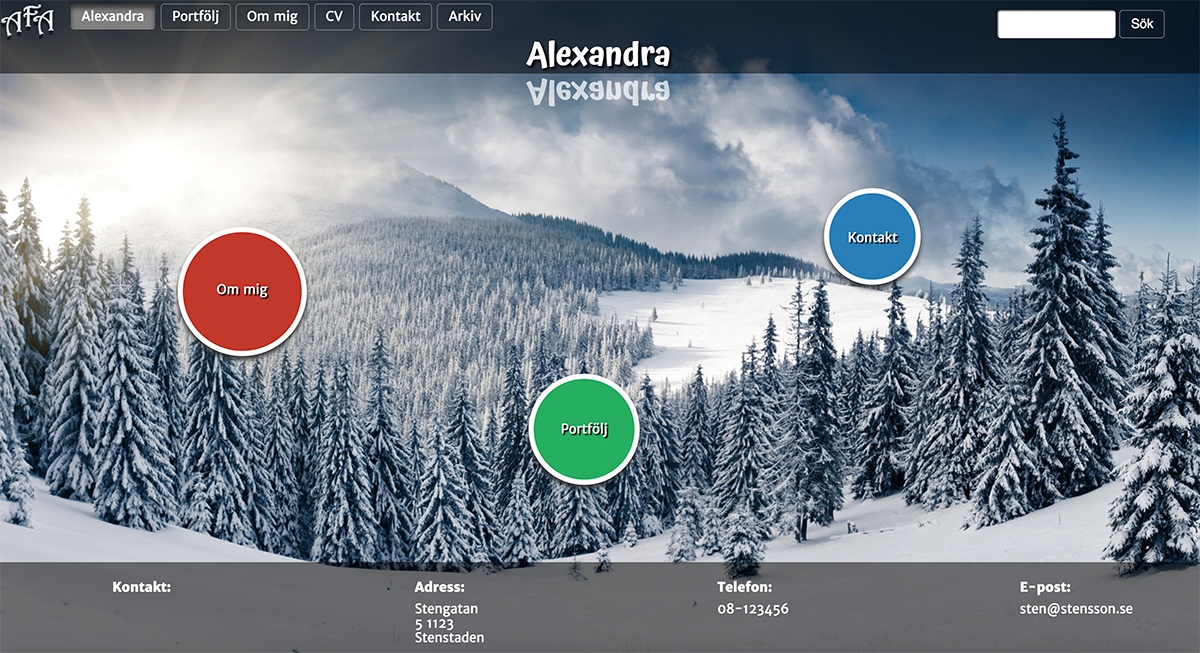 AFA
Alexandra
Portfölj
Om mig
CV
Kontakt
Arkiv
Sök
Alexandra
Alexandra
Kontakt
Om mig
Portfölj
Kontakt:
Adress:
Stengatan
5 1123
Stenstaden
Telefon:
08-123456
E-post:
sten@stensson.se